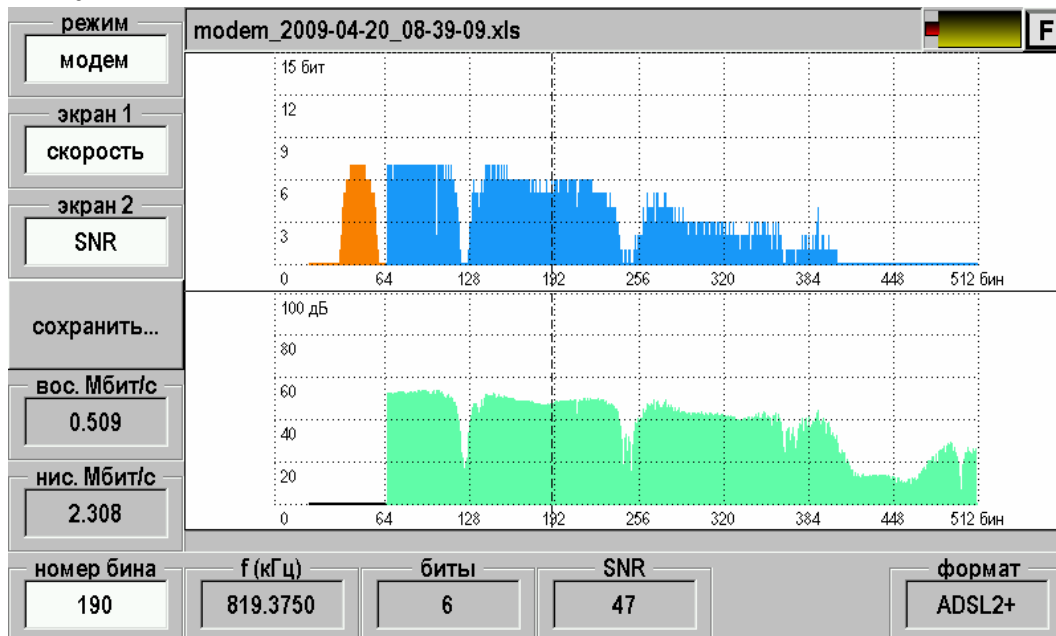 режим
модем
экран 1
скорость
экран 2
SNR
сохранить...
вос. Мбит/с
0.509
нис. Мбит/с
2.308
modem_2009-04-20_08-39-09.xls
F
15 бит
12
9
6
3
0 64 128 192 256 320 384 448 512 бин
100 дБ
80
60
40
20
0 64 128 192 256 320 384 448 512 бин
номер бина
190
f (кГц)
819.3750
биты
6
SNR
47
формат
ADSL2+